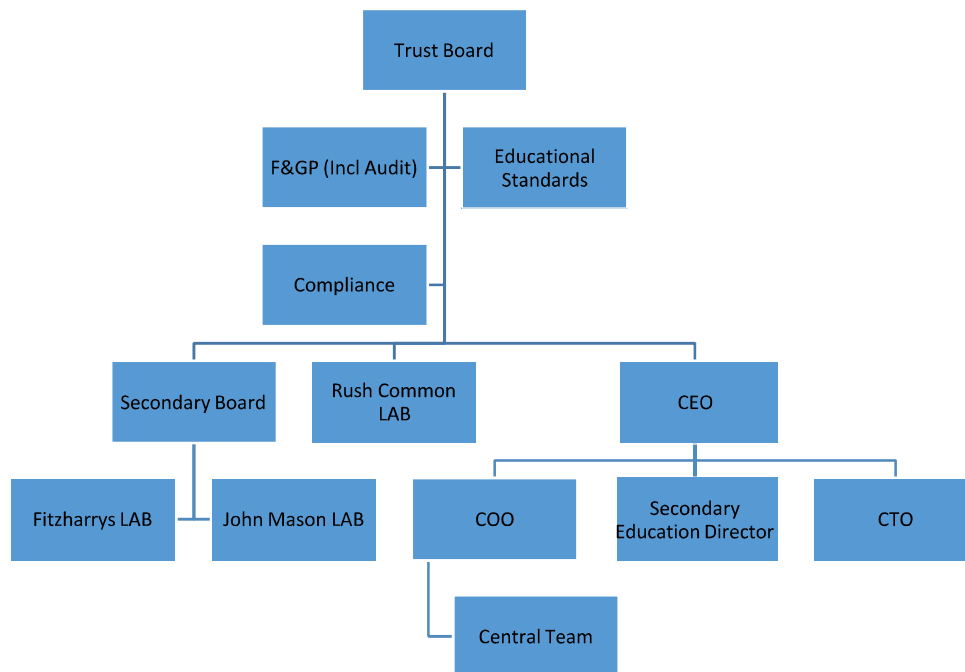 Trust Board
F&GP (Incl Audit)
Educational
Standards
Compliance
Secondary Board
Rush Common
LAB
CEO
Fitzharrys LAB
John Mason LAB
COO
Secondary
Education Director
CTO
Central Team